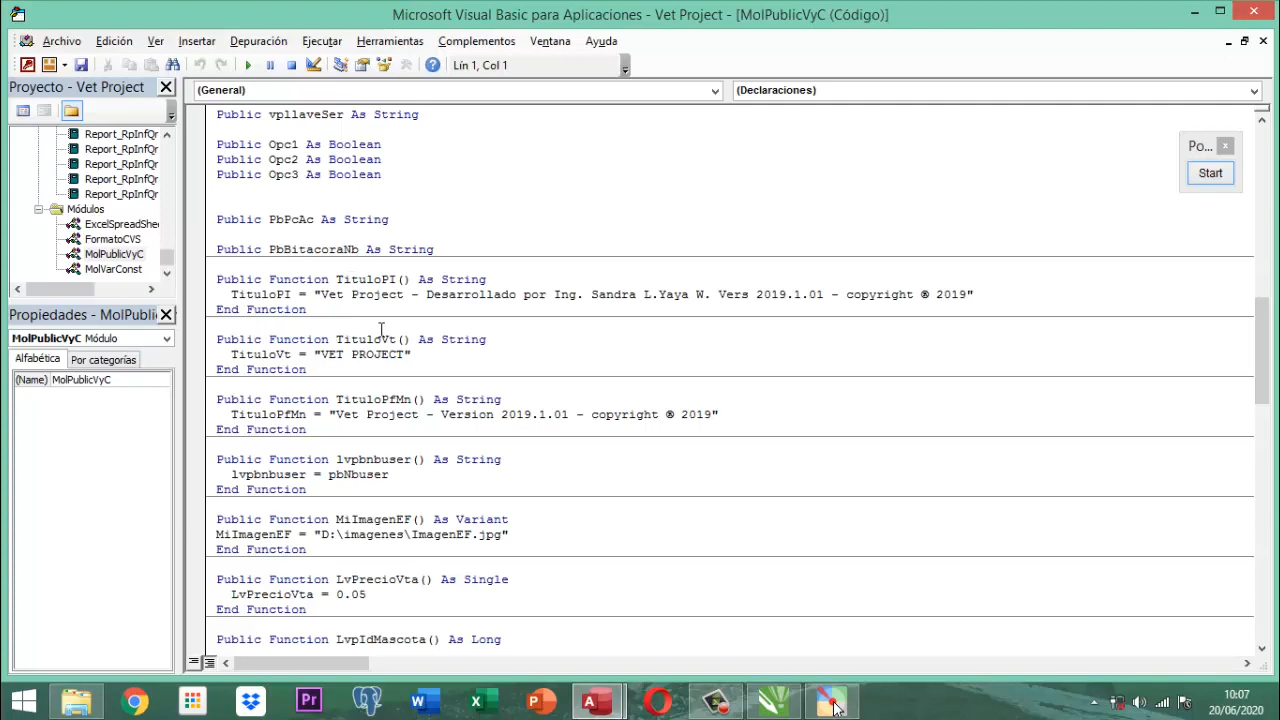 Microsoft Visual Basic para Aplicaciones - Vet Project - [MolPublicVyC (Código)]
Archivo Edición Ver Insertar Depuración Ejecutar Herramientas Complementos Ventana Ayuda
Lín 1, Col 1
Proyecto - Vet Project
Report_RpInfQr
Report_RpInfQr
Report_RpInfQr
Report_RpInfQr
Report_RpInfQr
Módulos
ExcelSpreadShe
FormatoCVS
MolPublicVyC
MolVarConst
Propiedades - MolPubli
MolPublicVyC Módulo
Alfabética Por categorías
(Name) MolPublicVyC
(General) (Declaraciones)
Public vpllaveSer As String
Public Opc1 As Boolean
Public Opc2 As Boolean
Public Opc3 As Boolean
Public PbPcAc As String
Public PbBitacoraNb As String
Public Function TituloPI() As String
TituloPI = "Vet Project - Desarrollado por Ing. Sandra L.Yaya W. Vers 2019.1.01 - copyright ® 2019"
End Function
Public Function TituloVt() As String
TituloVt = "VET PROJECT"
End Function
Public Function TituloPfMn() As String
TituloPfMn = "Vet Project - Version 2019.1.01 - copyright ® 2019"
End Function
Public Function lvpbnbuser() As String
lvpbnbuser = pbNbuser
End Function
Public Function MiImagenEF() As Variant
MiImagenEF = "D:\imagenes\ImagenEF.jpg"
End Function
Public Function LvPrecioVta() As Single
LvPrecioVta = 0.05
End Function
Public Function LvpIdMascota() As Long
Po...
Start
10:07
20/06/2020